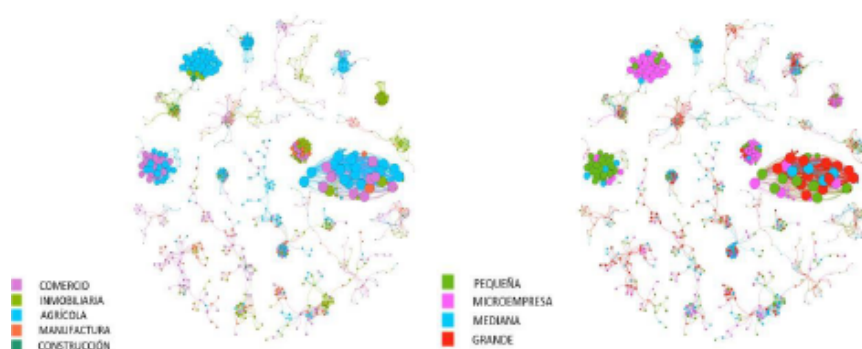 COMERCIO
INMOBILIARIA
AGRÍCOLA
MANUFACTURA
CONSTRUCCIÓN
PEQUEÑA
MICROEMPRESA
MEDIANA
GRANDE